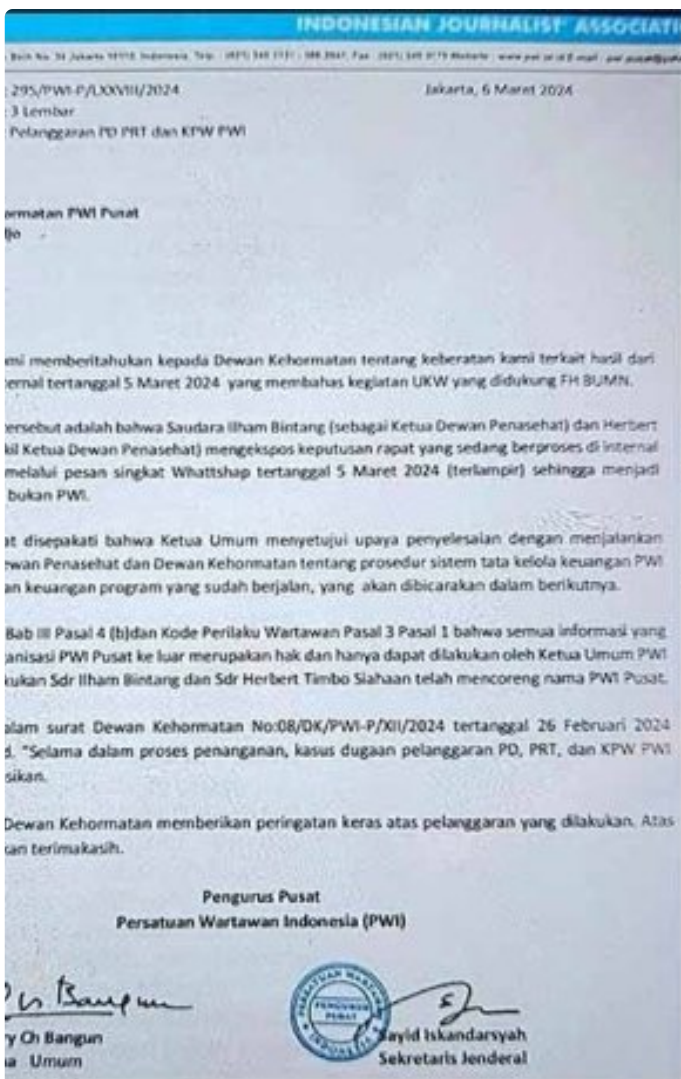 INDONESIAN JOURNALIST' ASSOCIATI
: 295/PWI-P/LXXVIII/2024 Jakarta, 6 Maret 2024
: 3 Lembar
: Pelanggaran PD PRT dan KPW PWI
ormatan PWI Pusat
djo
mi memberitahukan kepada Dewan Kehormatan tentang keberatan kami terkait hasil dari
ternal tertanggal 5 Maret 2024 yang membahas kegiatan UKW yang didukung FH BUMN.
tersebut adalah bahwa Saudara Ilham Bintang (sebagai Ketua Dewan Penasehat) dan Herbert
kil Ketua Dewan Penasehat) mengekspos keputusan rapat yang sedang berproses di internal
melalui pesan singkat Whattshap tertanggal 5 Maret 2024 (terlampir) sehingga menjadi
bukan PWI.
at disepakati bahwa Ketua Umum menyetujui upaya penyelesaian dengan menjalankan
ewan Penasehat dan Dewan Kehormatan tentang prosedur sistem tata kelola keuangan PWI
an keuangan program yang sudah berjalan, yang akan dibicarakan dalam berikutnya.
Bab III Pasal 4 (b)dan Kode Perilaku Wartawan Pasal 3 Pasal 1 bahwa semua informasi yang
anisasi PWI Pusat ke luar merupakan hak dan hanya dapat dilakukan oleh Ketua Umum PWI
kukan Sdr Ilham Bintang dan Sdr Herbert Timbo Siahaan telah mencoreng nama PWI Pusat.
alam surat Dewan Kehormatan No:08/DK/PWI-P/XII/2024 tertanggal 26 Februari 2024
d. "Selama dalam proses penanganan, kasus dugaan pelanggaran PD, PRT, dan KPW PWI
sikan.
Dewan Kehormatan memberikan peringatan keras atas pelanggaran yang dilakukan. Atas
kan terimakasih.
Pengurus Pusat
Persatuan Wartawan Indonesia (PWI)
PERSATUAN WARTAWAN INDONESIA
PENGURUS
PUSAT
y Ch Bangun Sayid Iskandarsyah
a Umum Sekretaris Jenderal